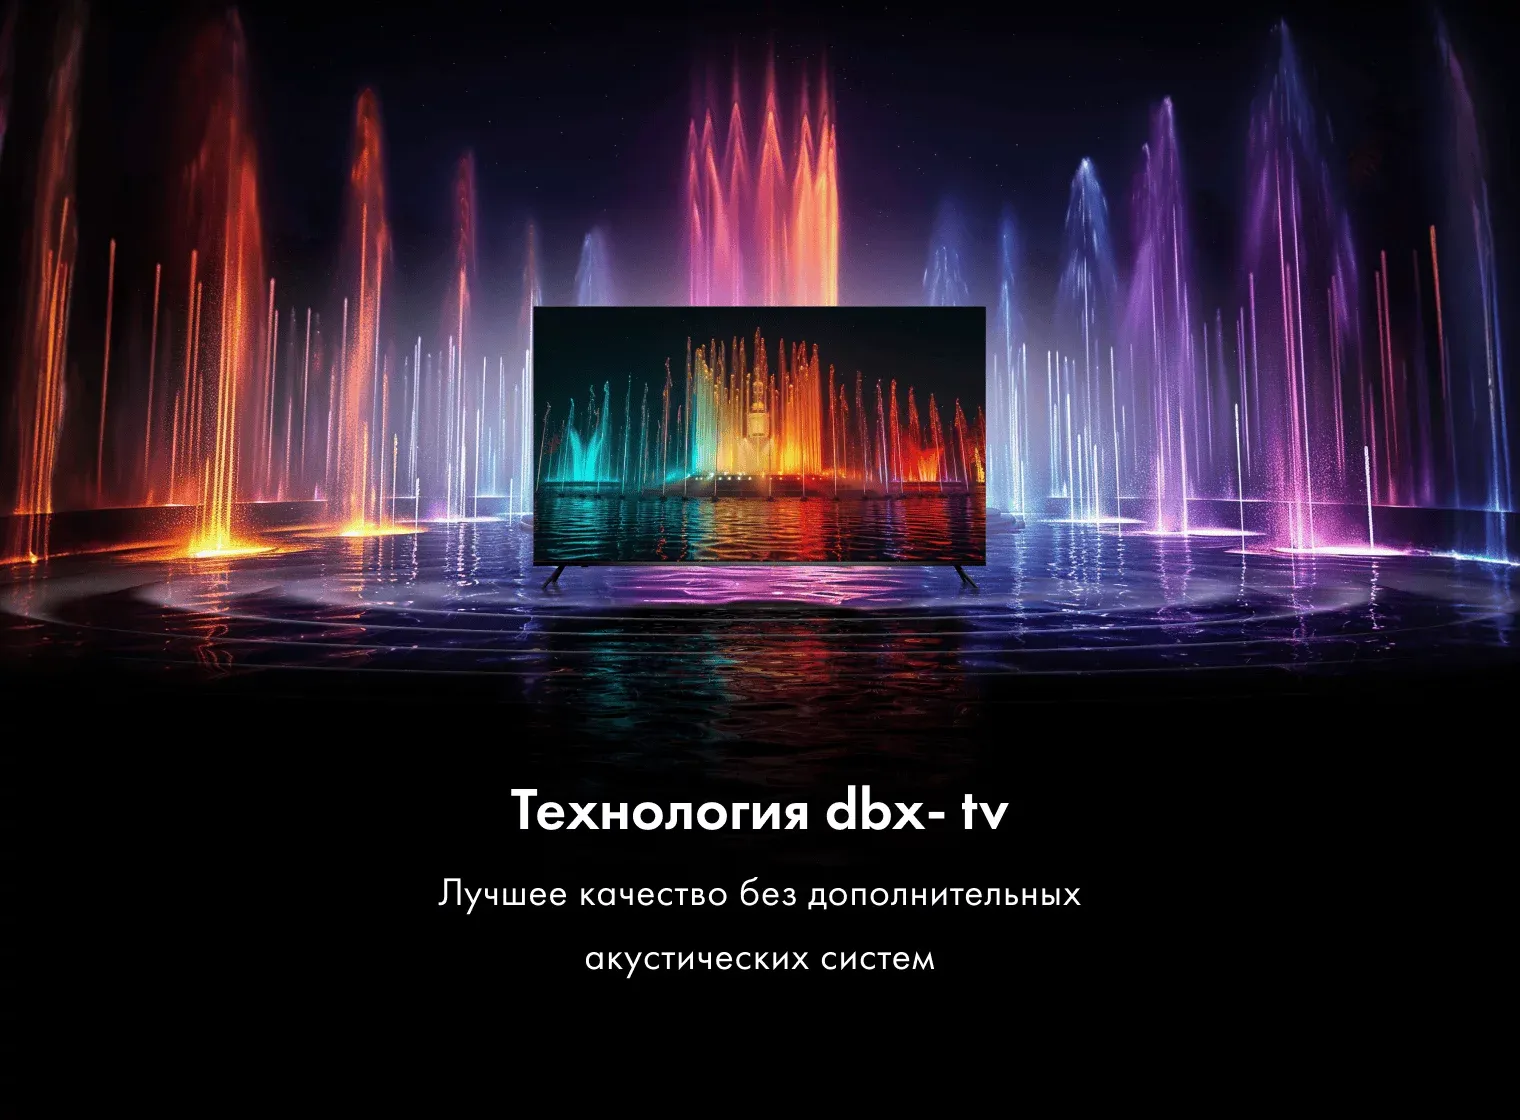 Технология dbx- tv
Лучшее качество без дополнительных
акустических систем